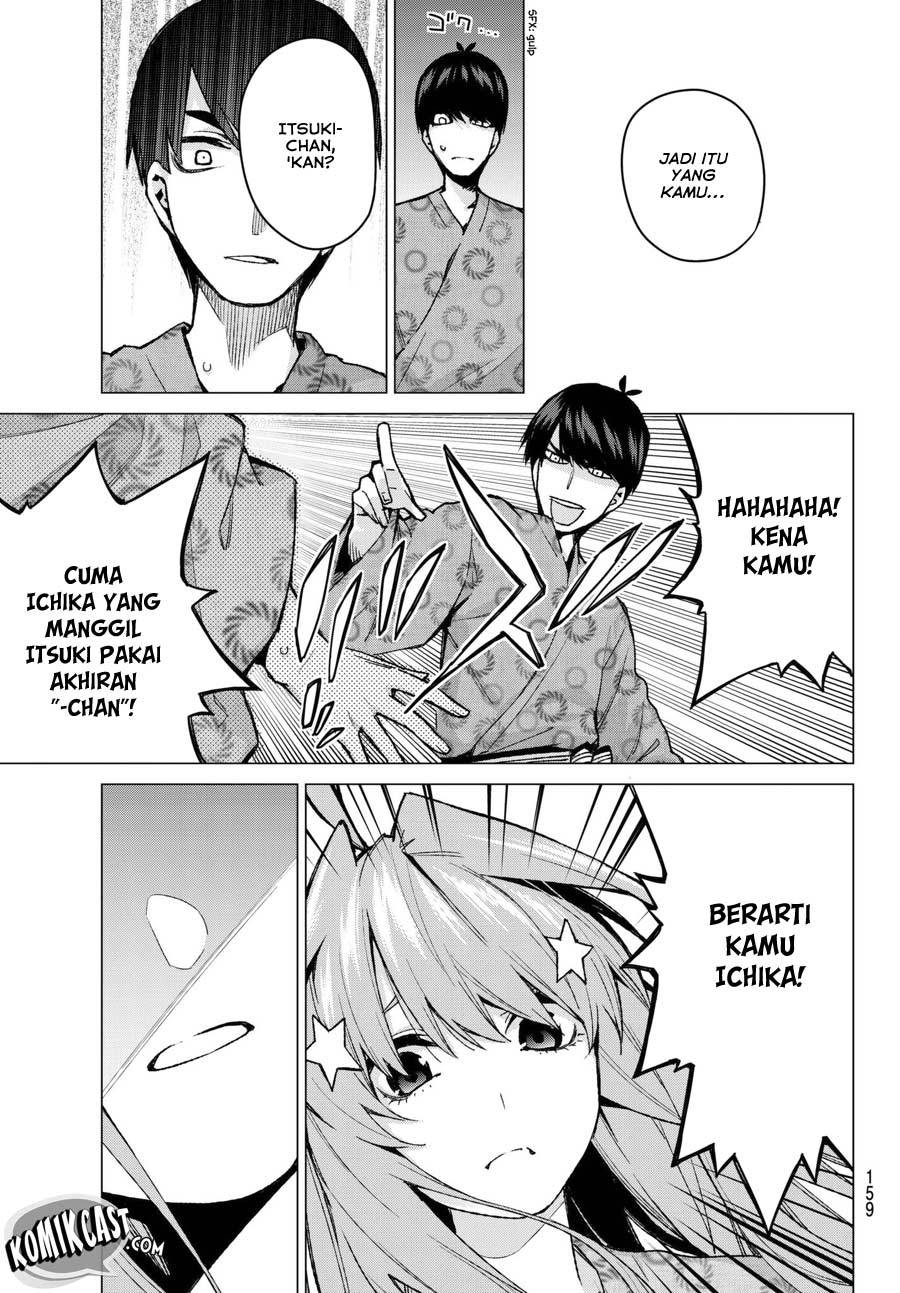 JADI ITU
YANG
KAMU...
ゴク...
SFX: gulp
ITSUKI-
CHAN,
'KAN?
HAHAHAHA!
KENA
KAMU!
CUMA
ICHIKA YANG
MANGGIL
ITSUKI PAKAI
AKHIRAN
"-CHAN"!
BERARTI
KAMU
ICHIKA!
159
KOMIKCAST
.COM